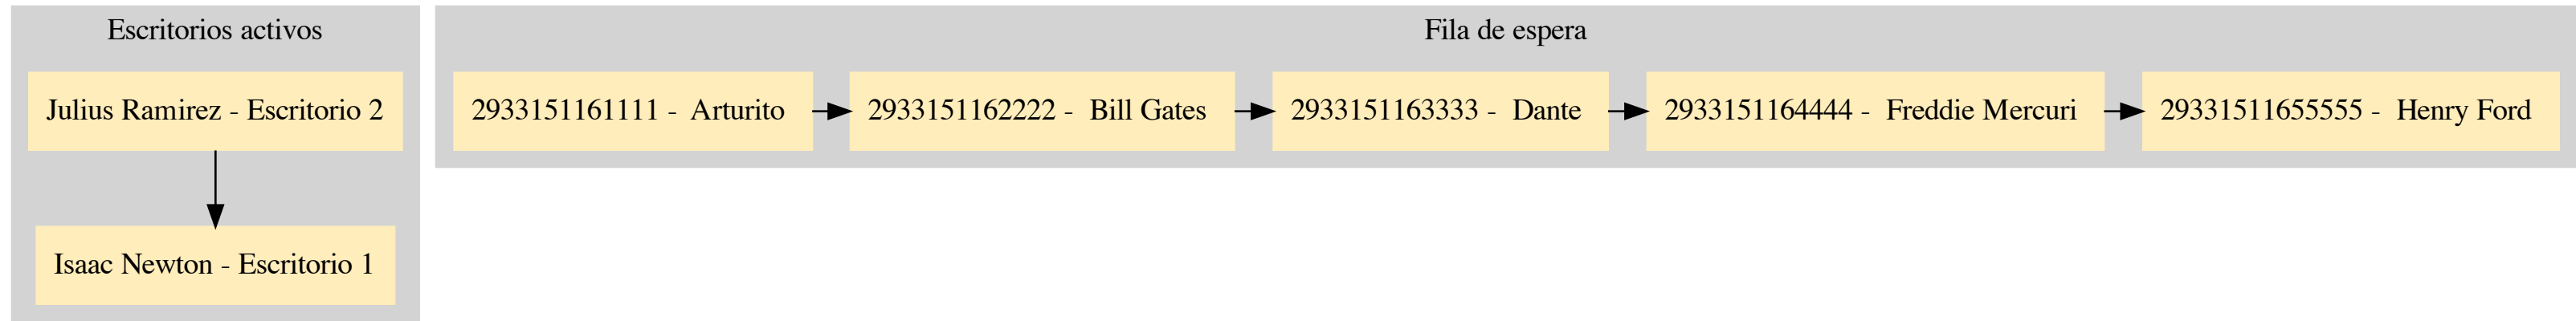 Escritorios activos
Julius Ramirez - Escritorio 2
Isaac Newton - Escritorio 1
Fila de espera
2933151161111 - Arturito
2933151162222 - Bill Gates
2933151163333 - Dante
2933151164444 - Freddie Mercuri
29331511655555 - Henry Ford